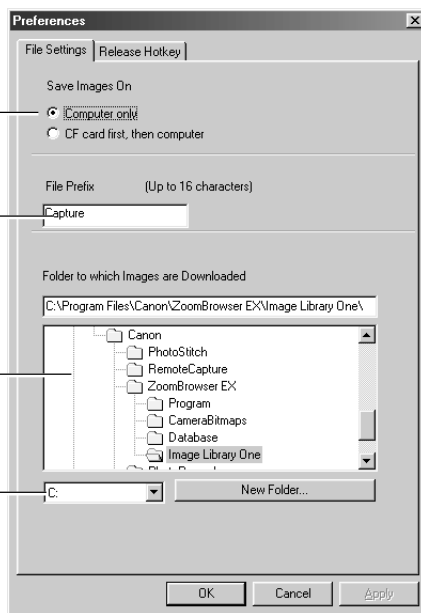 Preferences
File Settings
Release Hotkey
Save Images On
Computer only
CF card first, then computer
File Prefix (Up to 16 characters)
Capture
Folder to which Images are Downloaded
C:\Program Files\Canon\ZoomBrowser EX\Image Library One\
Canon
PhotoStitch
RemoteCapture
ZoomBrowser EX
Program
CameraBitmaps
Database
Image Library One
C:
New Folder...
OK
Cancel
Apply